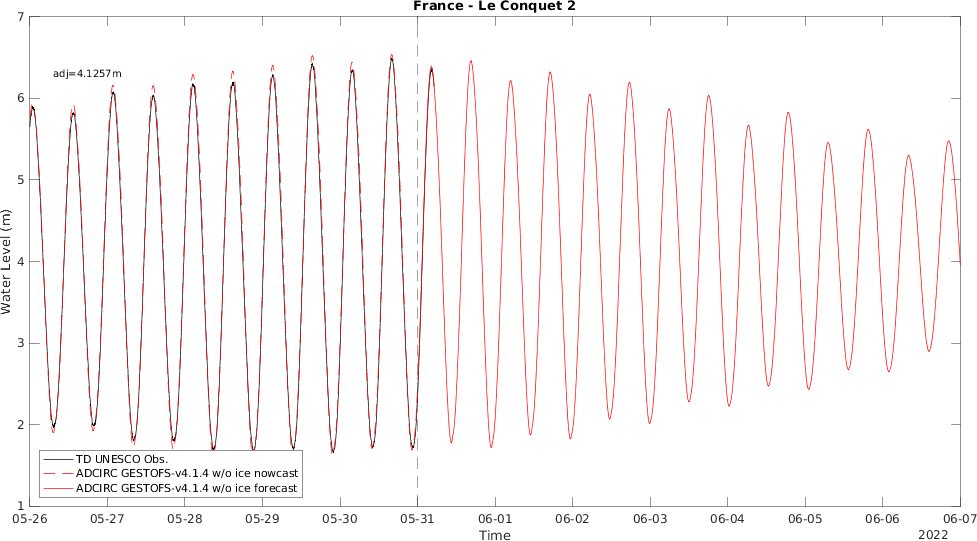 France - Le Conquet 2
adj=4.1257m
Water Level (m)
7
6
5
4
3
2
1
TD UNESCO Obs.
ADCIRC GESTOFS-v4.1.4 w/o ice nowcast
ADCIRC GESTOFS-v4.1.4 w/o ice forecast
05-26 05-27 05-28 05-29 05-30 05-31 06-01 06-02 06-03 06-04 06-05 06-06 06-07
Time
2022